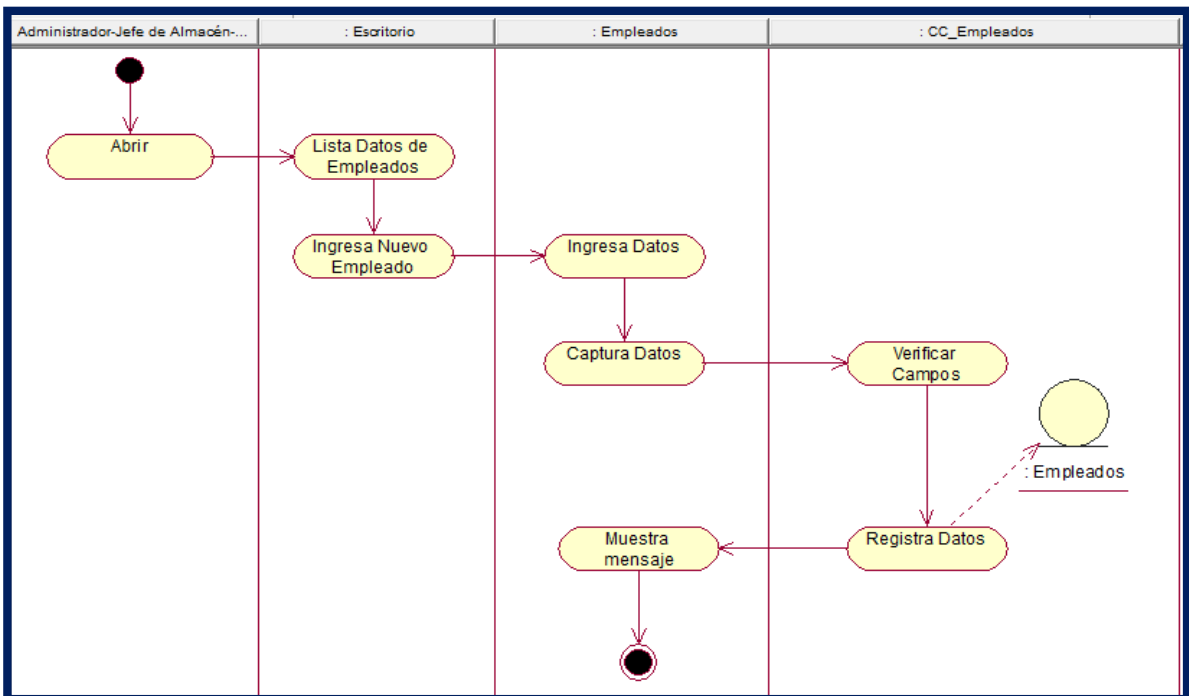 Administrador-Jefe de Almacén-...
: Escritorio
: Empleados
: CC_Empleados
Abrir
Lista Datos de
Empleados
Ingresa Nuevo
Empleado
Ingresa Datos
Captura Datos
Verificar
Campos
: Empleados
Registra Datos
Muestra
mensaje